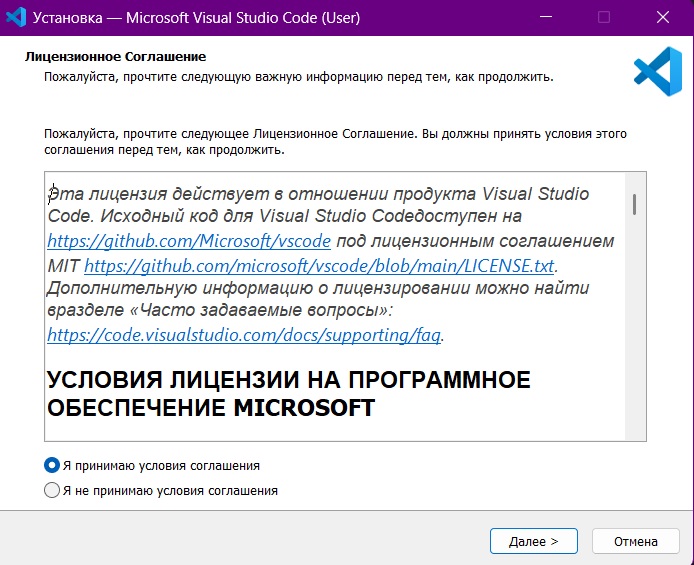 Установка — Microsoft Visual Studio Code (User)
Лицензионное Соглашение
Пожалуйста, прочтите следующую важную информацию перед тем, как продолжить.
Пожалуйста, прочтите следующее Лицензионное Соглашение. Вы должны принять условия этого
соглашения перед тем, как продолжить.
Эта лицензия действует в отношении продукта Visual Studio
Code. Исходный код для Visual Studio Codeдоступен на
https://github.com/Microsoft/vscode под лицензионным соглашением
MIT https://github.com/microsoft/vscode/blob/main/LICENSE.txt.
Дополнительную информацию о лицензировании можно найти
вразделе «Часто задаваемые вопросы»:
https://code.visualstudio.com/docs/supporting/faq.
УСЛОВИЯ ЛИЦЕНЗИИ НА ПРОГРАММНОЕ
ОБЕСПЕЧЕНИЕ MICROSOFT
Я принимаю условия соглашения
Я не принимаю условия соглашения
Далее >
Отмена